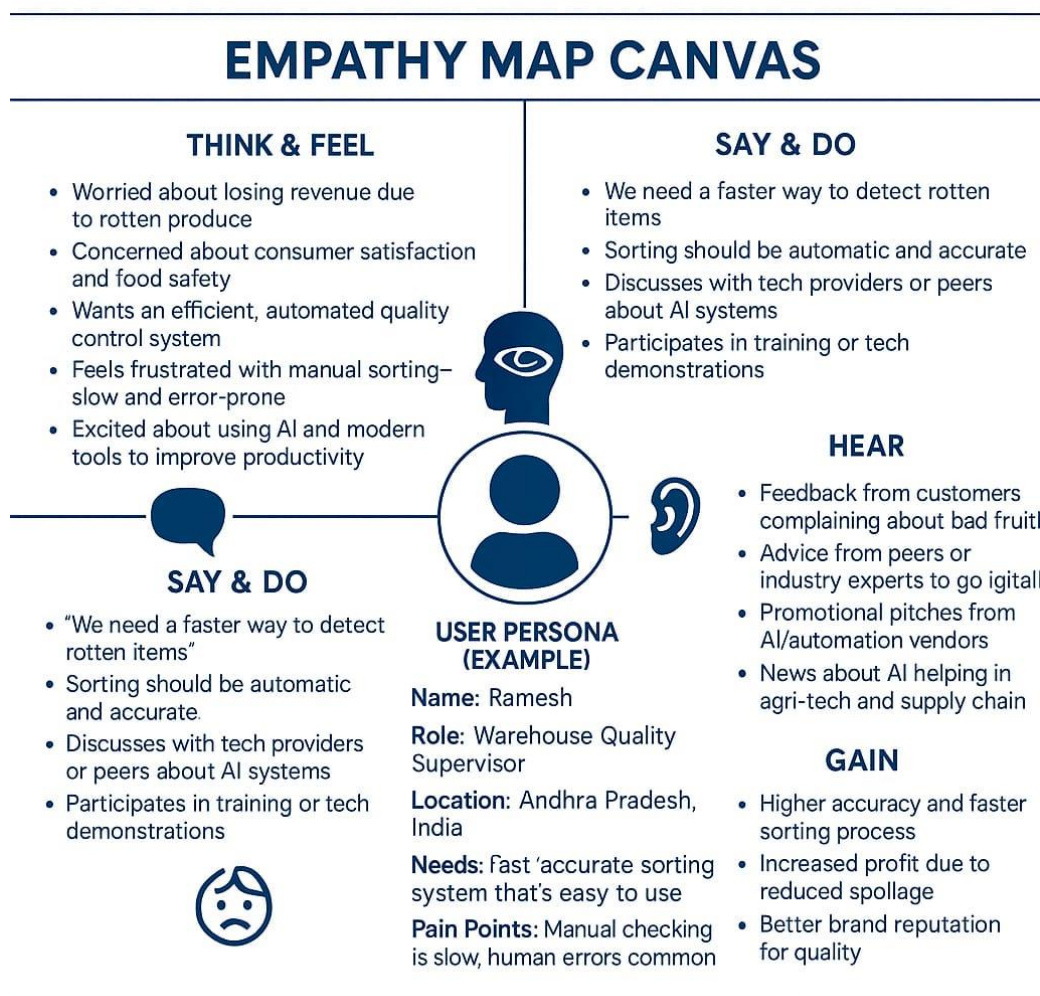 EMPATHY MAP CANVAS
THINK & FEEL
• Worried about losing revenue due
to rotten produce
• Concerned about consumer satisfaction
and food safety
• Wants an efficient, automated quality
control system
• Feels frustrated with manual sorting–
slow and error-prone
• Excited about using AI and modern
tools to improve productivity
SAY & DO
• We need a faster way to detect rotten
items
• Sorting should be automatic and accurate
• Discusses with tech providers or peers
about AI systems
• Participates in training or tech
demonstrations
HEAR
• Feedback from customers
complaining about bad fruitl
• Advice from peers or
industry experts to go igitall
• Promotional pitches from
AI/automation vendors
• News about AI helping in
agri-tech and supply chain
SAY & DO
• "We need a faster way to detect
rotten items"
• Sorting should be automatic
and accurate.
• Discusses with tech providers
or peers about AI systems
• Participates in training or tech
demonstrations
USER PERSONA
(EXAMPLE)
Name: Ramesh
Role: Warehouse Quality
Supervisor
Location: Andhra Pradesh,
India
Needs: Fast 'accurate sorting
system that's easy to use
Pain Points: Manual checking
is slow, human errors common
GAIN
• Higher accuracy and faster
sorting process
• Increased profit due to
reduced spollage
• Better brand reputation
for quality